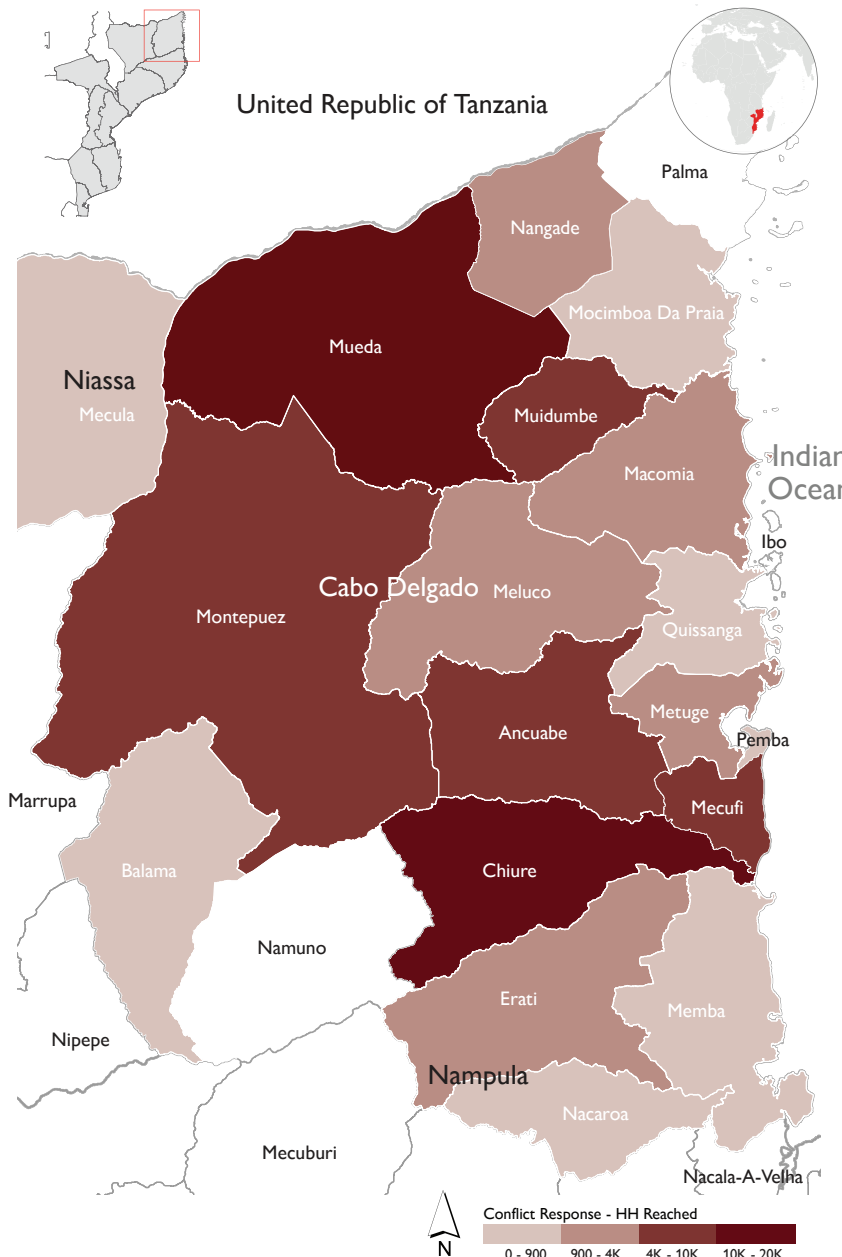 United Republic of Tanzania
Palma
Nangade
Mocimboa Da Praia
Mueda
Niassa
Mecula
Muidumbe
Macomia
Indian
Ocean
Ibo
Cabo Delgado
Meluco
Montepuez
Quissanga
Metuge
Ancuabe
Pemba
Marrupa
Mecufi
Balama
Chiure
Namuno
Erati
Memba
Nipepe
Nampula
Nacaroa
Mecuburi
Nacala-A-Velha
Conflict Response - HH Reached
N
0 - 900 900 - 4K 4K - 10K 10K - 20K